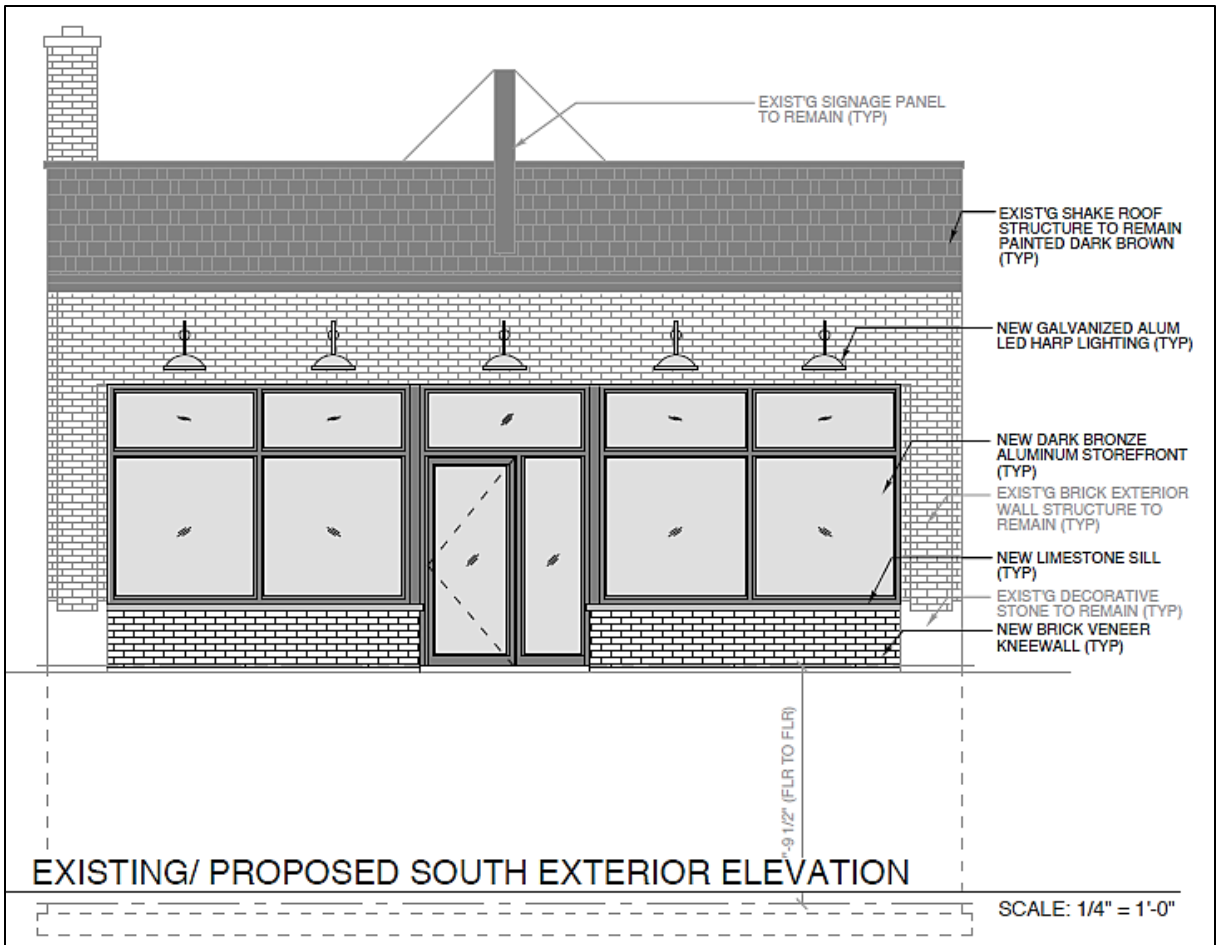 EXIST'G SIGNAGE PANEL
TO REMAIN (TYP)
EXIST'G SHAKE ROOF
STRUCTURE TO REMAIN
PAINTED DARK BROWN
(TYP)
NEW GALVANIZED ALUM
LED HARP LIGHTING (TYP)
NEW DARK BRONZE
ALUMINUM STOREFRONT
(TYP)
EXIST'G BRICK EXTERIOR
WALL STRUCTURE TO
REMAIN (TYP)
NEW LIMESTONE SILL
(TYP)
EXIST'G DECORATIVE
STONE TO REMAIN (TYP)
NEW BRICK VENEER
KNEEWALL (TYP)
-9 1/2" (FLR TO FLR)
EXISTING/ PROPOSED SOUTH EXTERIOR ELEVATION
SCALE: 1/4" = 1'-0"